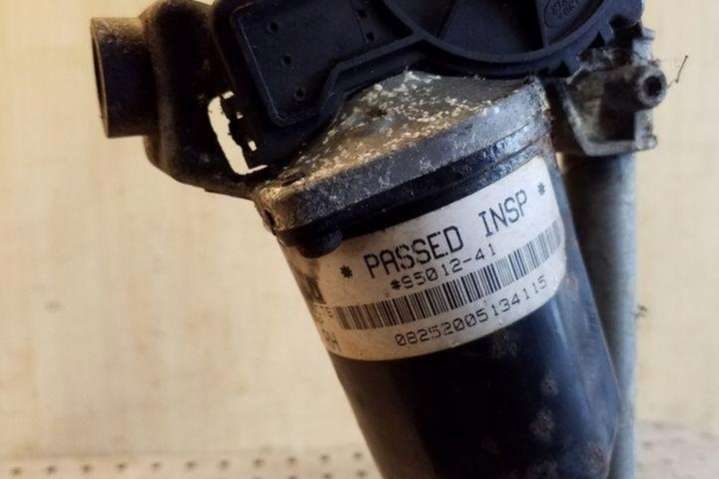 * PASSED INSP *
*S5012-41
08252005134115